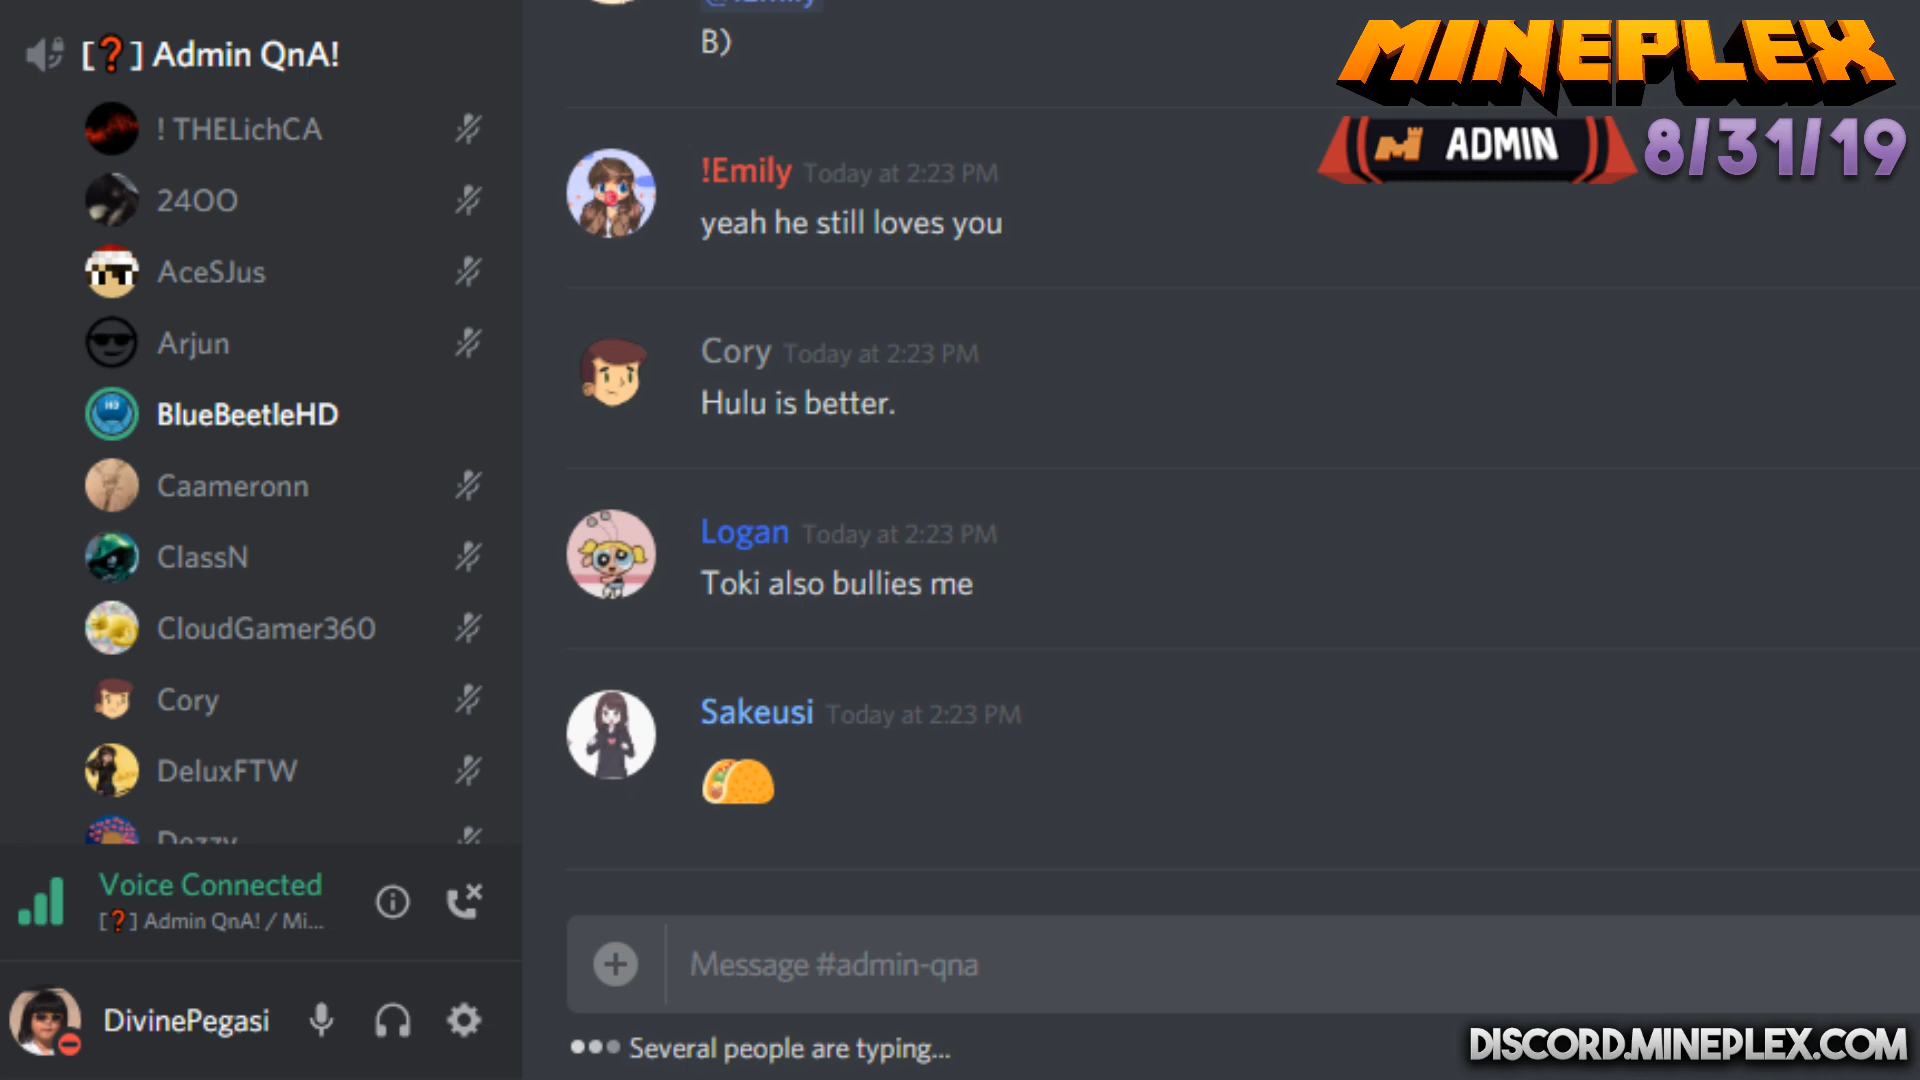 [❓] Admin QnA!
! THELichCA
24OO
AceSJus
Arjun
BlueBeetleHD
Caameronn
ClassN
CloudGamer360
Cory
DeluxFTW
Dozzy
Voice Connected
[❓] Admin QnA! / Mi...
DivinePegasi
@!Emily
B)
!Emily Today at 2:23 PM
yeah he still loves you
Cory Today at 2:23 PM
Hulu is better.
Logan Today at 2:23 PM
Toki also bullies me
Sakeusi Today at 2:23 PM
Message #admin-qna
Several people are typing...
MINEPLEX
ADMIN 8/31/19
DISCORD.MINEPLEX.COM